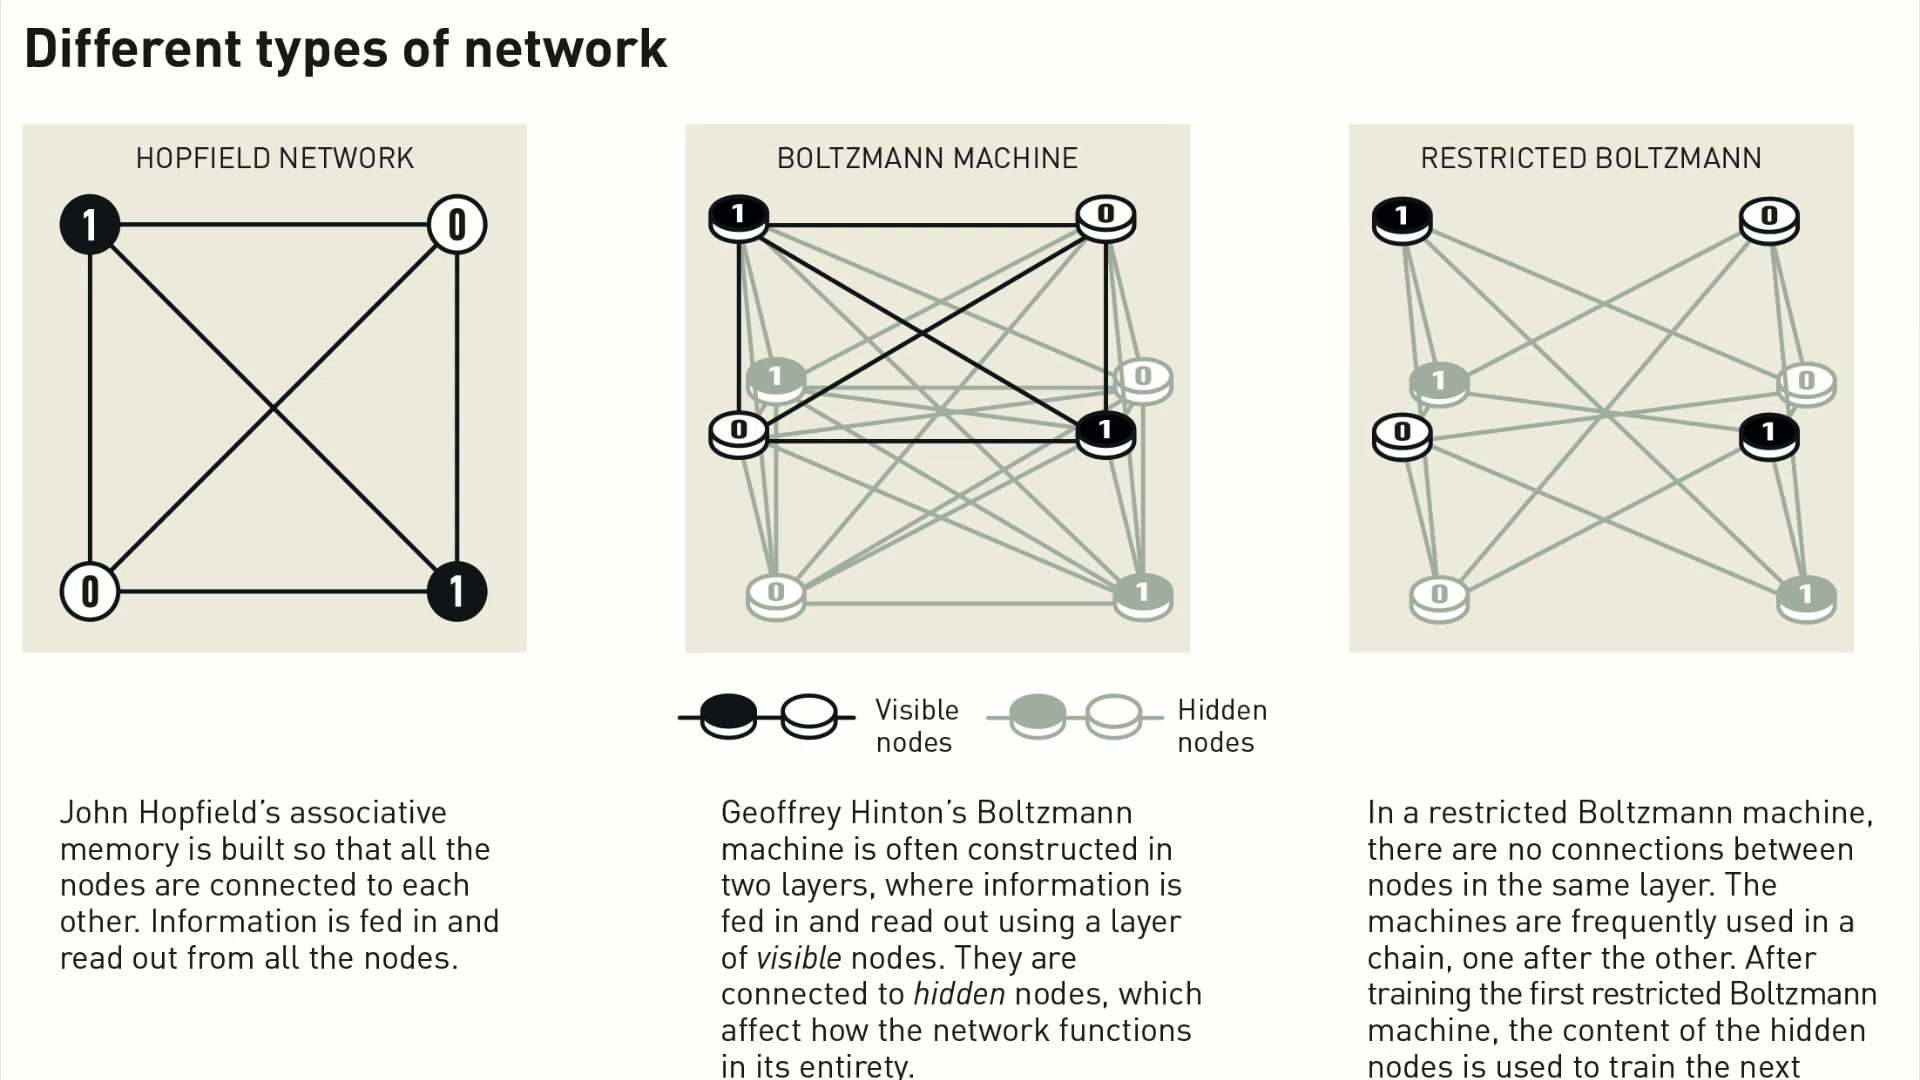 Different types of network
HOPFIELD NETWORK
1
0
0
1
BOLTZMANN MACHINE
1
0
1
0
0
1
0
1
RESTRICTED BOLTZMANN
1
0
1
0
0
1
0
1
Visible
nodes
Hidden
nodes
John Hopfield’s associative
memory is built so that all the
nodes are connected to each
other. Information is fed in and
read out from all the nodes.
Geoffrey Hinton’s Boltzmann
machine is often constructed in
two layers, where information is
fed in and read out using a layer
of visible nodes. They are
connected to hidden nodes, which
affect how the network functions
in its entirety.
In a restricted Boltzmann machine,
there are no connections between
nodes in the same layer. The
machines are frequently used in a
chain, one after the other. After
training the first restricted Boltzmann
machine, the content of the hidden
nodes is used to train the next